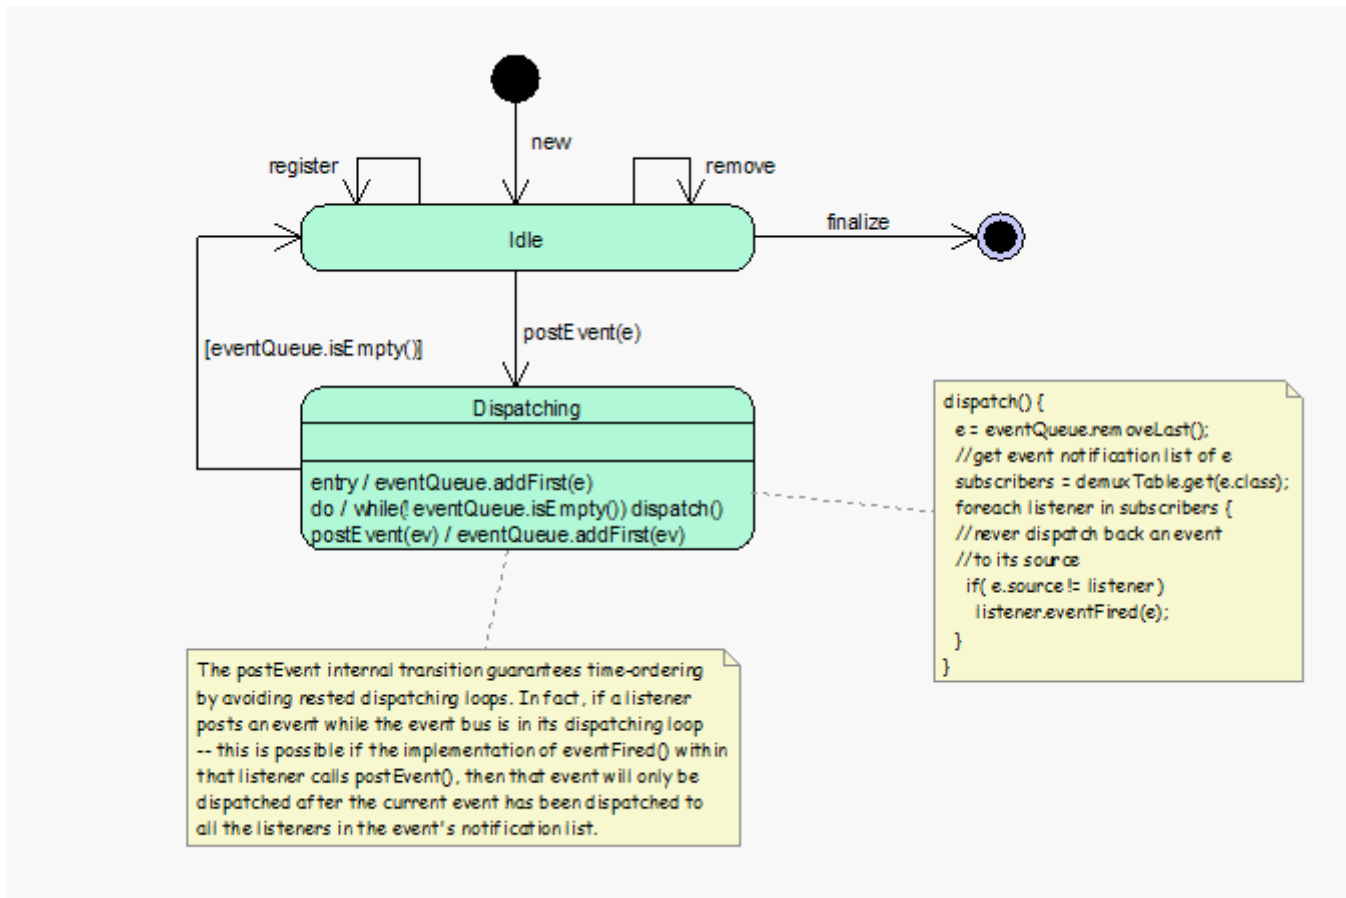 new
register
remove
finalize
Idle
postEvent(e)
[eventQueue.isEmpty()]
Dispatching
entry / eventQueue.addFirst(e)
do / while(! eventQueue.isEmpty()) dispatch()
postEvent(ev) / eventQueue.addFirst(ev)
dispatch() {
e = eventQueue.removeLast();
//get event notification list of e
subscribers = demuxTable.get(e.class);
foreach listener in subscribers {
//never dispatch back an event
//to its source
if( e.source != listener )
listener.eventFired(e);
}
}
The postEvent internal transition guarantees time-ordering
by avoiding nested dispatching loops. In fact, if a listener
posts an event while the event bus is in its dispatching loop
-- this is possible if the implementation of eventFired() within
that listener calls postEvent(), then that event will only be
dispatched after the current event has been dispatched to
all the listeners in the event's notification list.